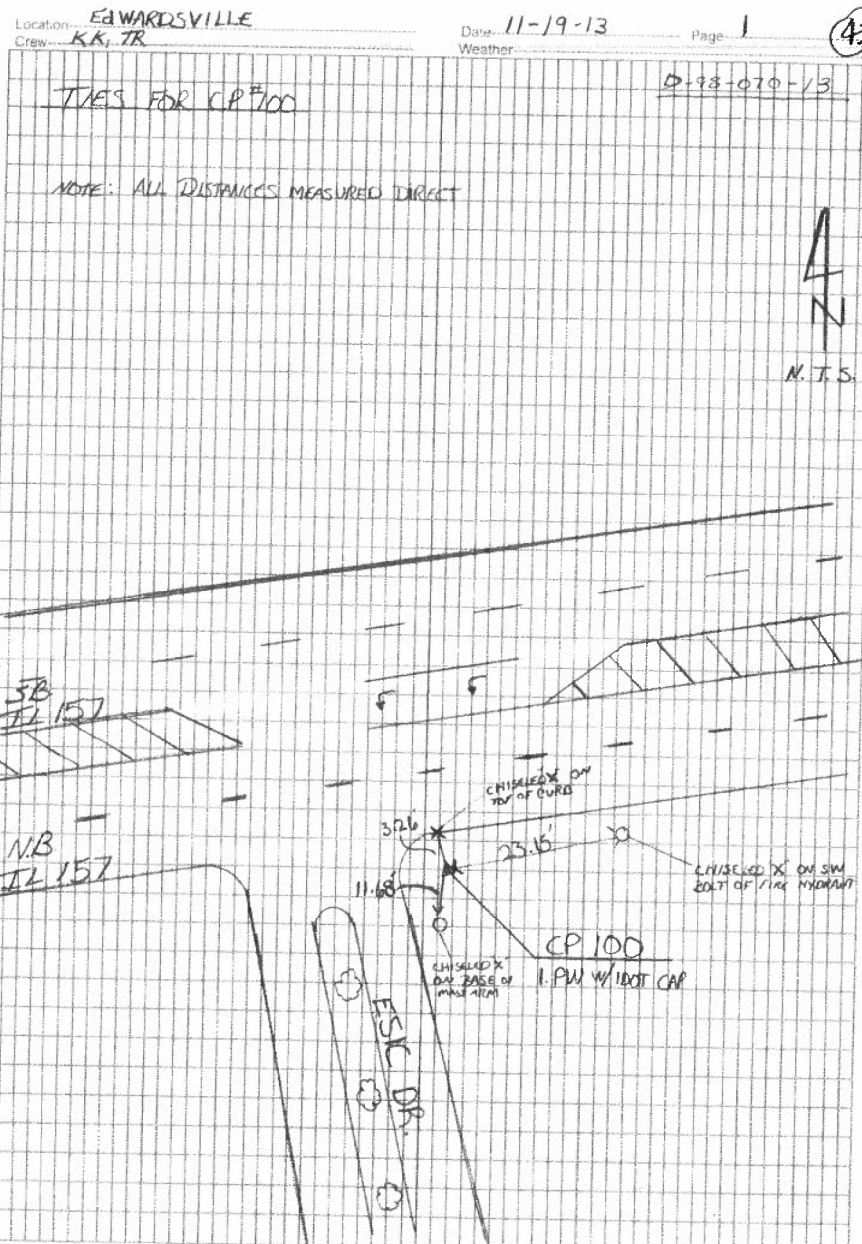 Location EDWARDSVILLE
Date 11-19-13
Page 1
Crew KK, TR
Weather
D-98-070-13
TIES FOR CP #100
NOTE: ALL DISTANCES MEASURED DIRECT
N
N.T.S.
SB
IL 157
CHISELED 'X' ON
TOP OF CURB
3.26'
23.15'
NB
IL 157
CHISELED 'X' ON SW
BOLT OF FIRE HYDRANT
11.68'
CP 100
I. PIN W/ IDOT CAP
CHISELED 'X'
ON BASE OF
MAST ARM
ESIC DR.